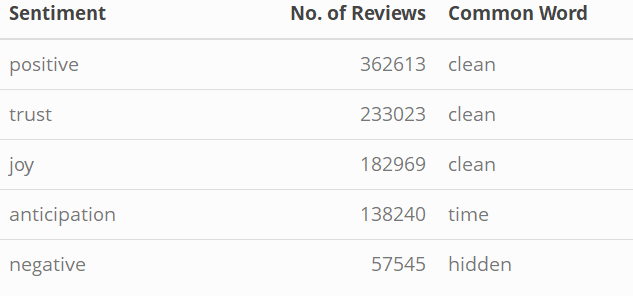 Sentiment No. of Reviews Common Word
positive 362613 clean
trust 233023 clean
joy 182969 clean
anticipation 138240 time
negative 57545 hidden